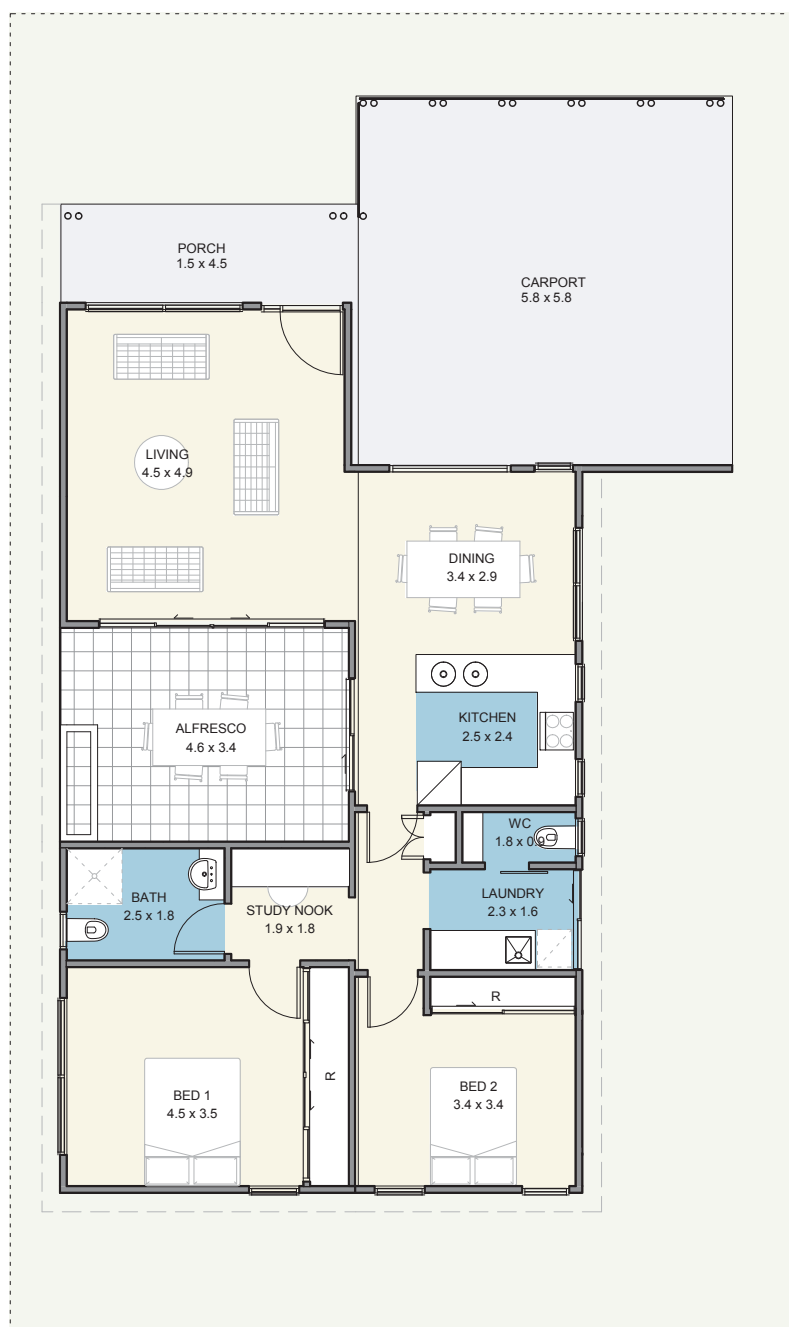 PORCH
1.5 x 4.5
CARPORT
5.8 x 5.8
LIVING
4.5 x 4.9
DINING
3.4 x 2.9
KITCHEN
2.5 x 2.4
ALFRESCO
4.6 x 3.4
WC
1.8 x 0.9
BATH
2.5 x 1.8
STUDY NOOK
1.9 x 1.8
LAUNDRY
2.3 x 1.6
R
R
BED 1
4.5 x 3.5
BED 2
3.4 x 3.4